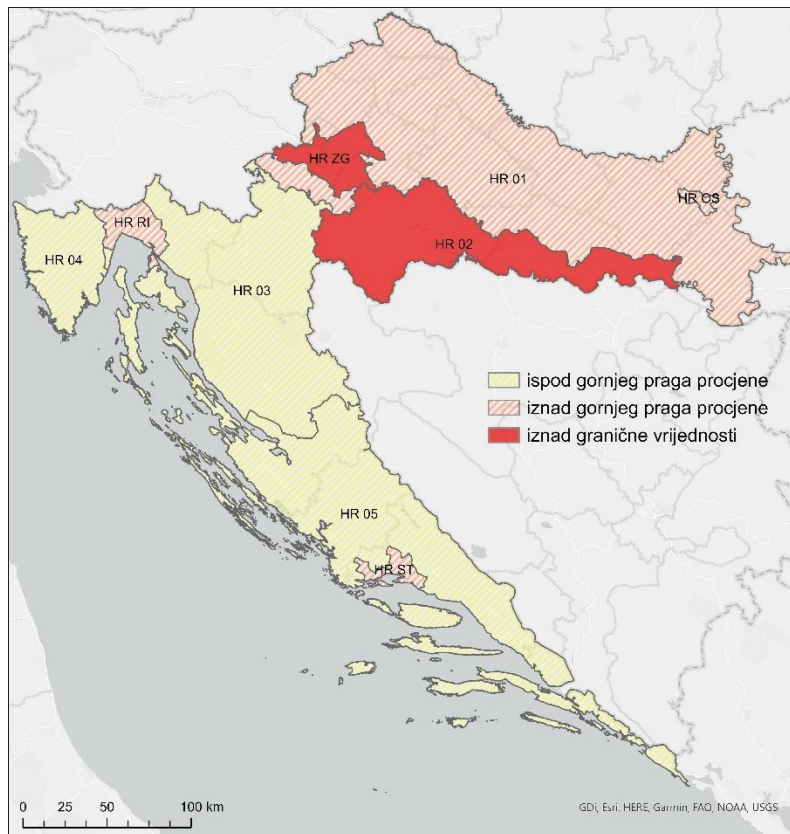 HR ZG
HR 01
HR OS
HR RI
HR 02
HR 04
HR 03
ispod gornjeg praga procjene
iznad gornjeg praga procjene
iznad granične vrijednosti
HR 05
HR ST
0 25 50 100 km
GDi, Esri, HERE, Garmin, FAO, NOAA, USGS